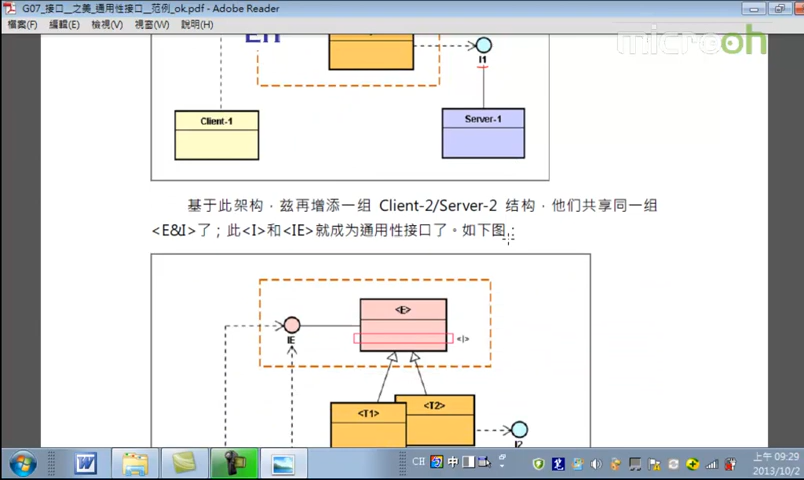 G07_接口__之美_通用性接口__范例_ok.pdf - Adobe Reader
檔案(F) 編輯(E) 檢視(V) 視窗(W) 說明(H)
microoh
I1
Client-1
Server-1
基于此架构，兹再增添一组 Client-2/Server-2 结构，他们共享同一组
<E&I>了；此<I>和<IE>就成为通用性接口了。如下图：
<E>
IE
<I>
<T1>
<T2>
I2
CH
中
上午 09:29
2013/10/2